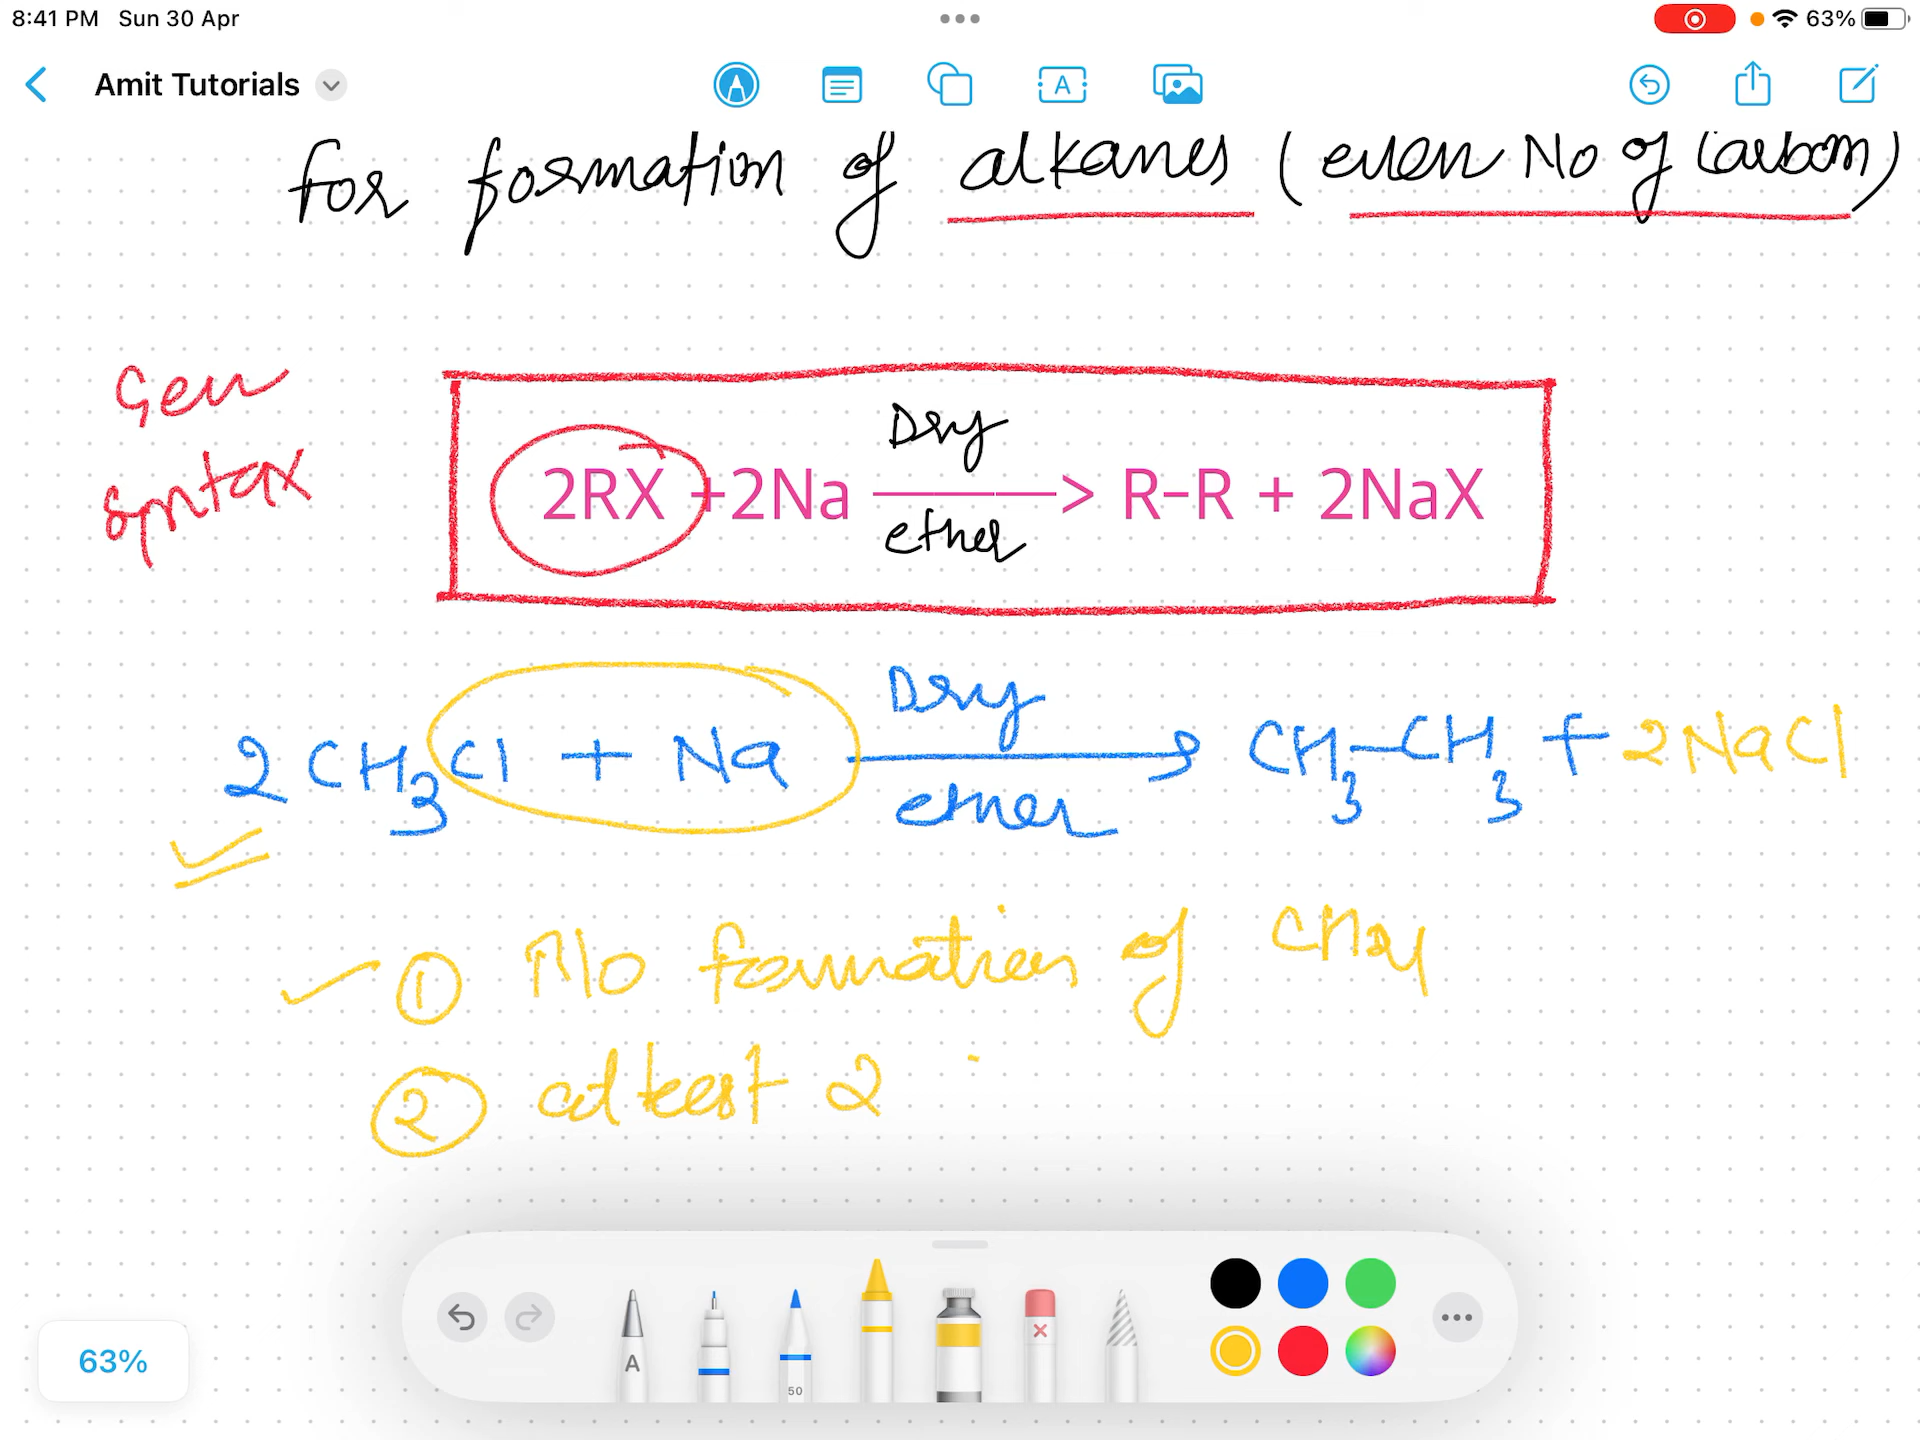 8:41 PM Sun 30 Apr 63%
Amit Tutorials
for formation of alkanes (even No of Carbon)
Gen
Syntax
Dry
2RX +2Na ———> R-R + 2NaX
ether
Dry
2 CH3Cl + Na → CH3-CH3 + 2NaCl
ether
① No formation of CH4
② atleast 2
A
50
63%